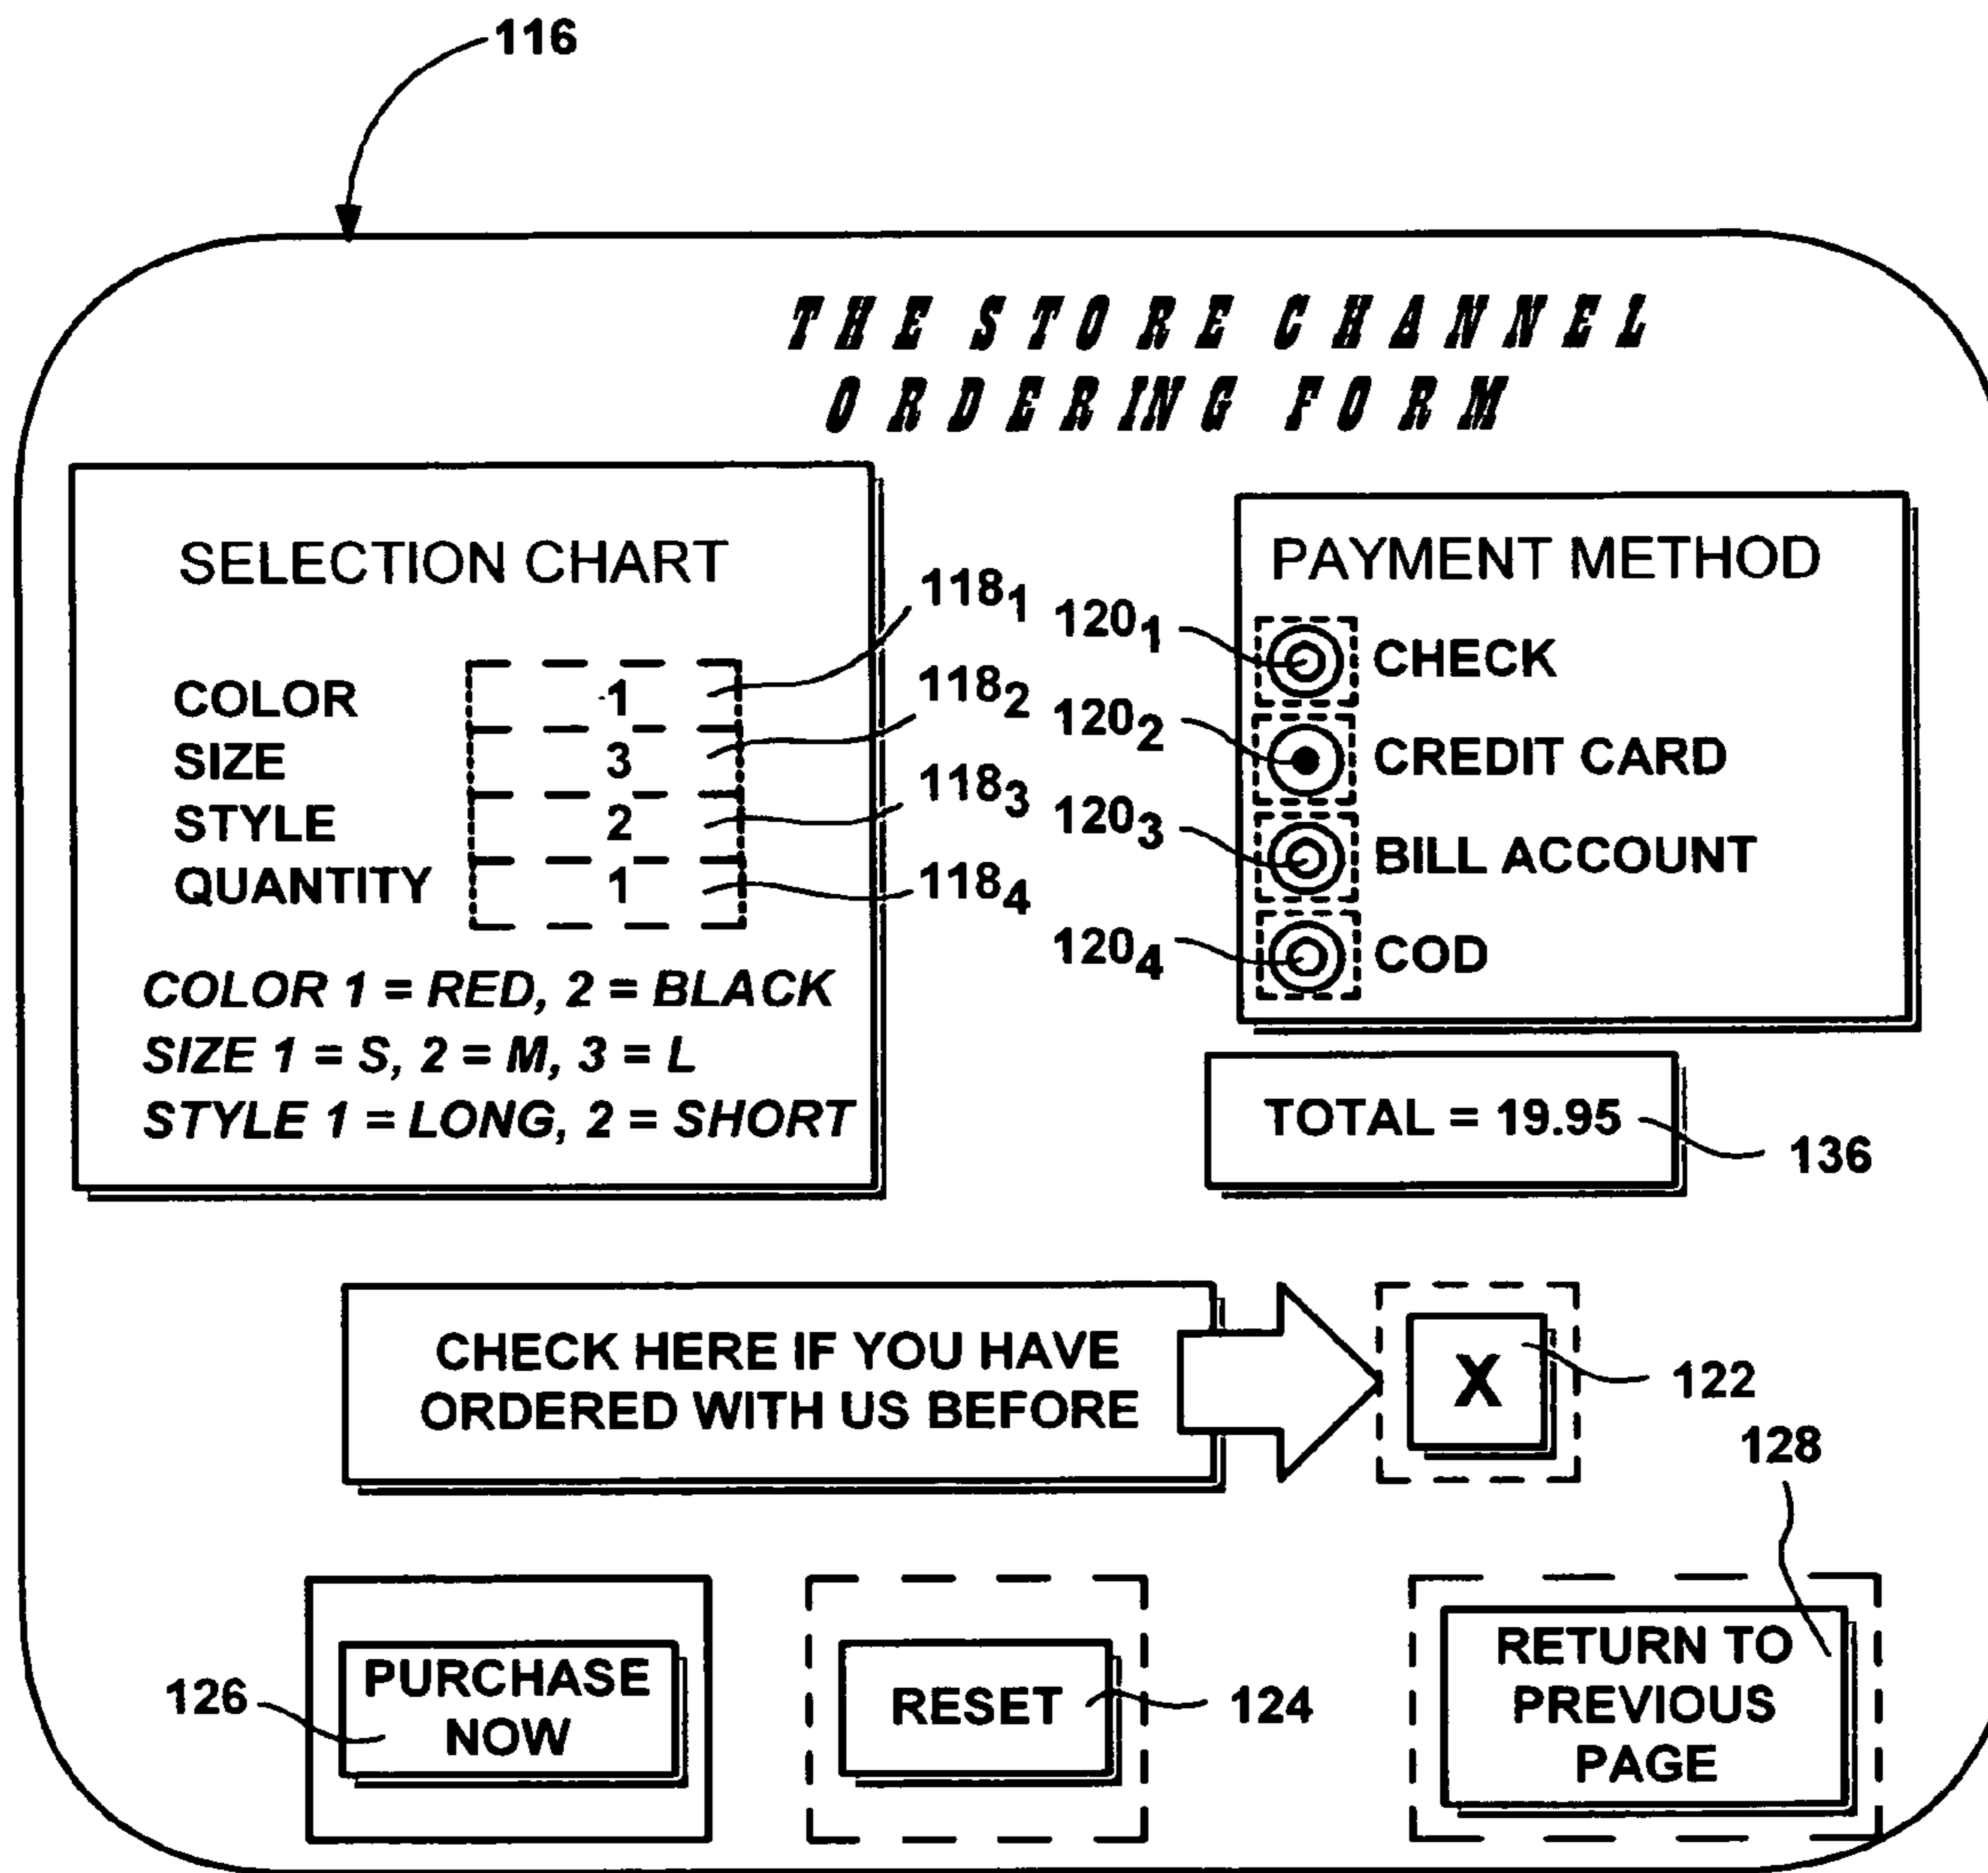 116
THE STORE CHANNEL
ORDERING FORM
SELECTION CHART
COLOR 1 118₁
SIZE 3 118₂
STYLE 2 118₃
QUANTITY 1 118₄
COLOR 1 = RED, 2 = BLACK
SIZE 1 = S, 2 = M, 3 = L
STYLE 1 = LONG, 2 = SHORT
PAYMENT METHOD
120₁ CHECK
120₂ CREDIT CARD
120₃ BILL ACCOUNT
120₄ COD
TOTAL = 19.95
136
CHECK HERE IF YOU HAVE
ORDERED WITH US BEFORE
X
122
128
126
PURCHASE
NOW
RESET
124
RETURN TO
PREVIOUS
PAGE